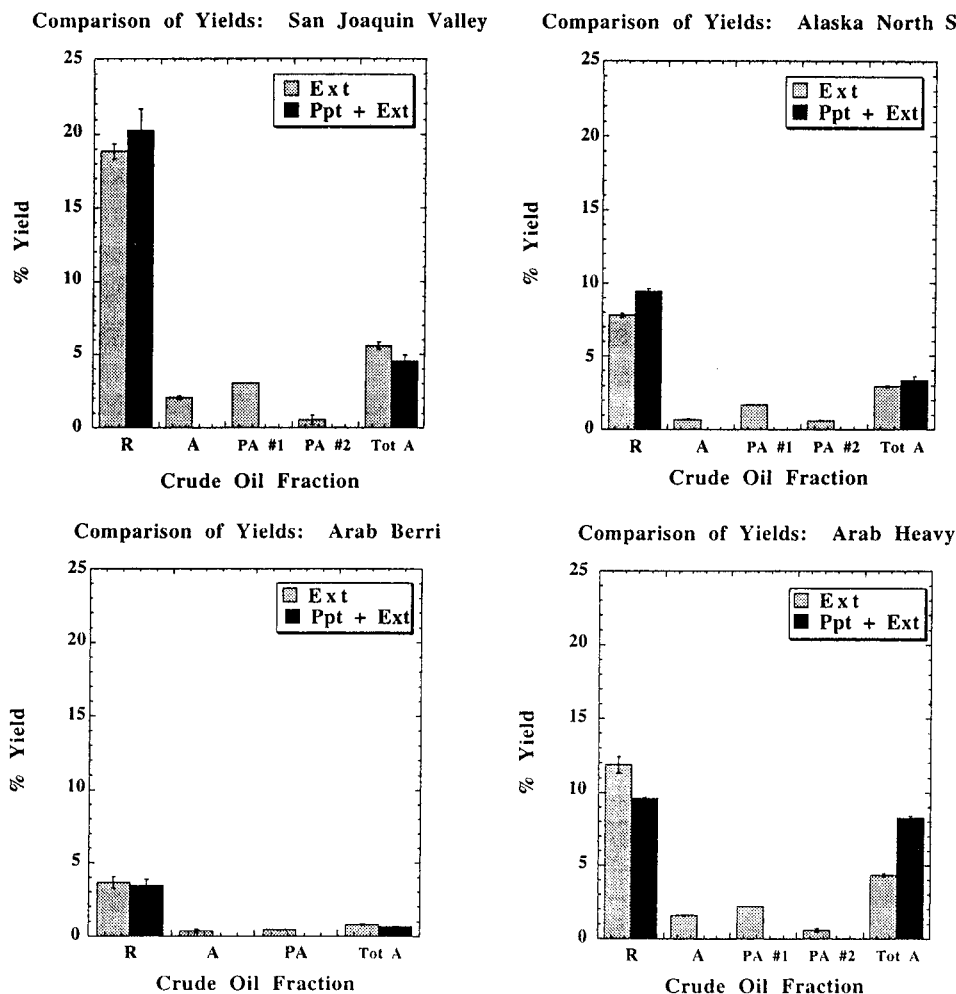 Comparison of Yields: San Joaquin Valley
25
20
15
10
5
0
% Yield
Ext
Ppt + Ext
R A PA #1 PA #2 Tot A
Crude Oil Fraction
Comparison of Yields: Alaska North S
25
20
15
10
5
0
% Yield
Ext
Ppt + Ext
R A PA #1 PA #2 Tot A
Crude Oil Fraction
Comparison of Yields: Arab Berri
25
20
15
10
5
0
% Yield
Ext
Ppt + Ext
R A PA Tot A
Crude Oil Fraction
Comparison of Yields: Arab Heavy
25
20
15
10
5
0
% Yield
Ext
Ppt + Ext
R A PA #1 PA #2 Tot A
Crude Oil Fraction